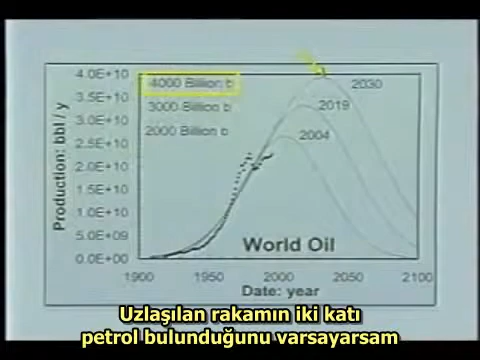 4.0E+10
3.5E+10
3.0E+10
2.5E+10
2.0E+10
1.5E+10
1.0E+10
5.0E+09
0.0E+00
Production: bbl / y
4000 Billion b
3000 Billion b
2000 Billion b
2030
2019
2004
World Oil
1900
1950
2000
2050
2100
Date: year
Uzlaşılan rakamın iki katı
petrol bulunduğunu varsayarsam